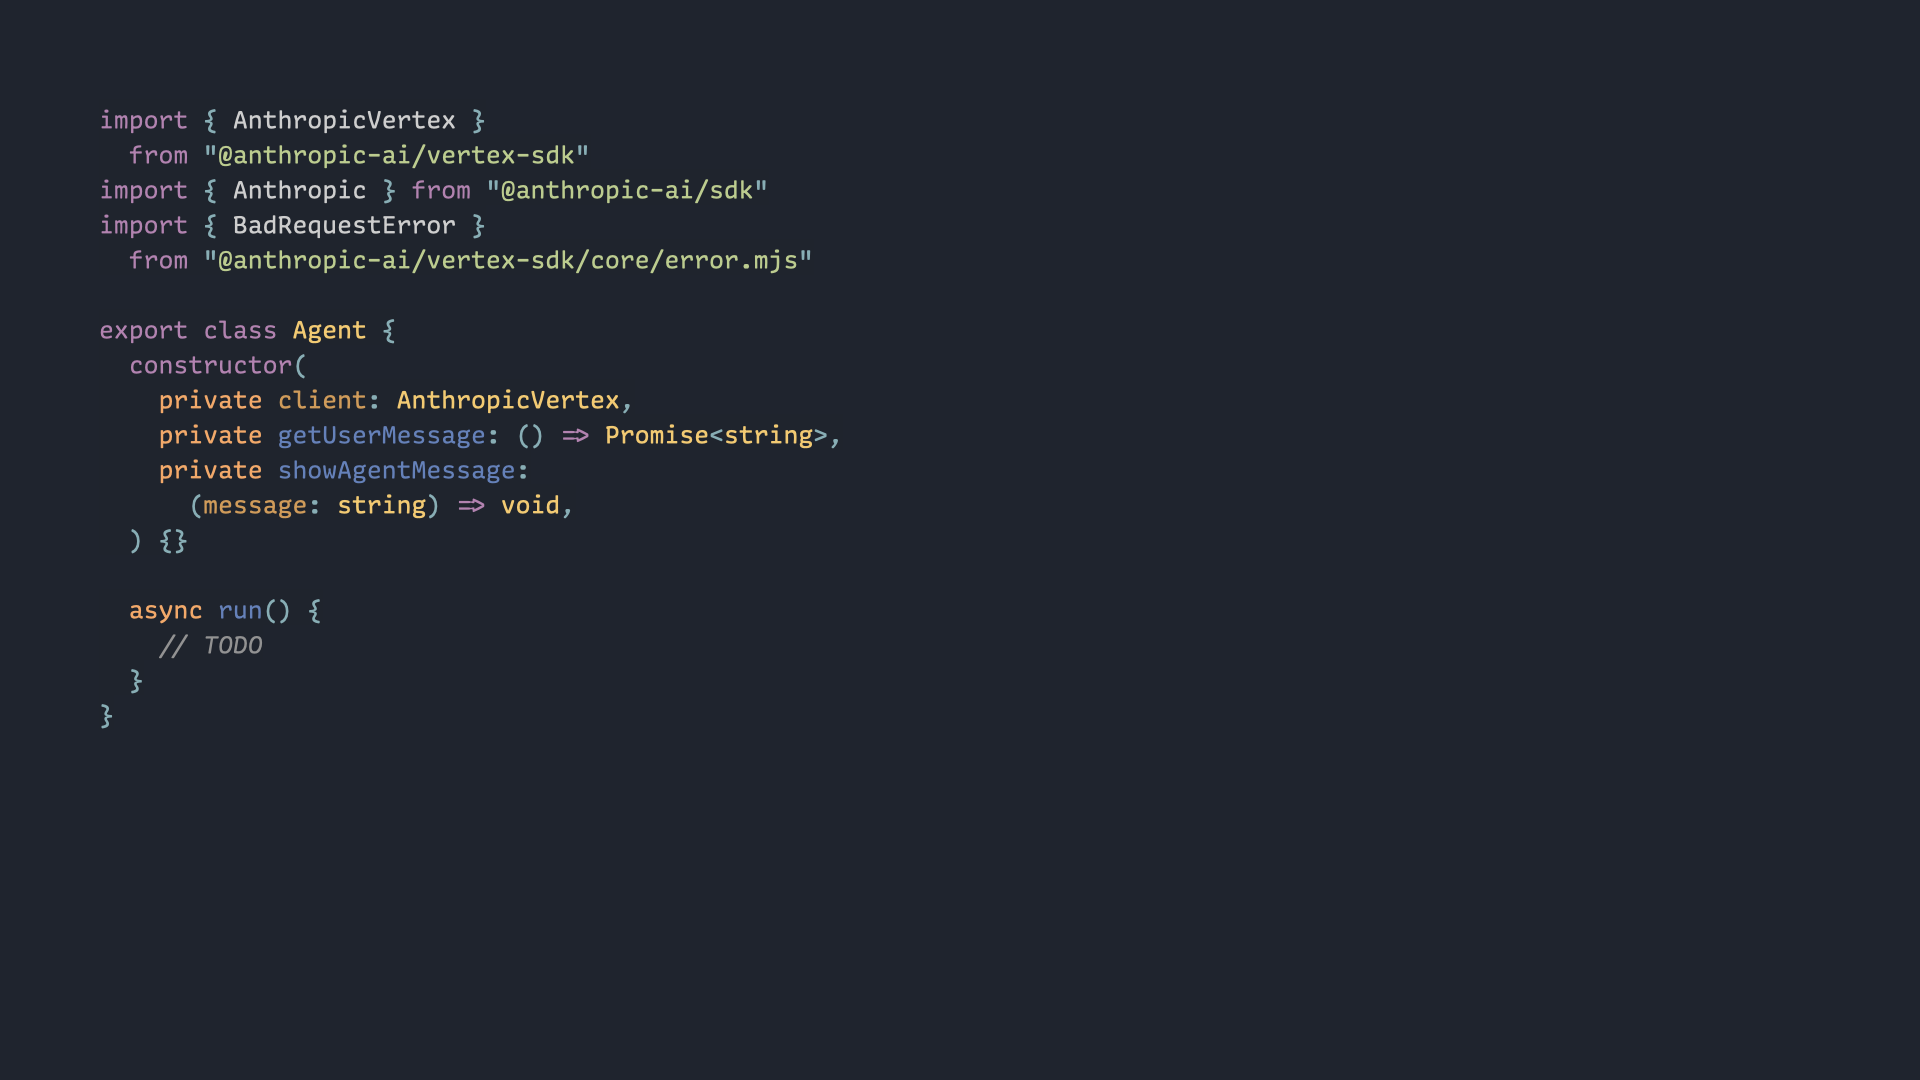 import { AnthropicVertex }
  from "@anthropic-ai/vertex-sdk"
import { Anthropic } from "@anthropic-ai/sdk"
import { BadRequestError }
  from "@anthropic-ai/vertex-sdk/core/error.mjs"

export class Agent {
  constructor(
    private client: AnthropicVertex,
    private getUserMessage: () => Promise<string>,
    private showAgentMessage:
      (message: string) => void,
  ) {}

  async run() {
    // TODO
  }
}